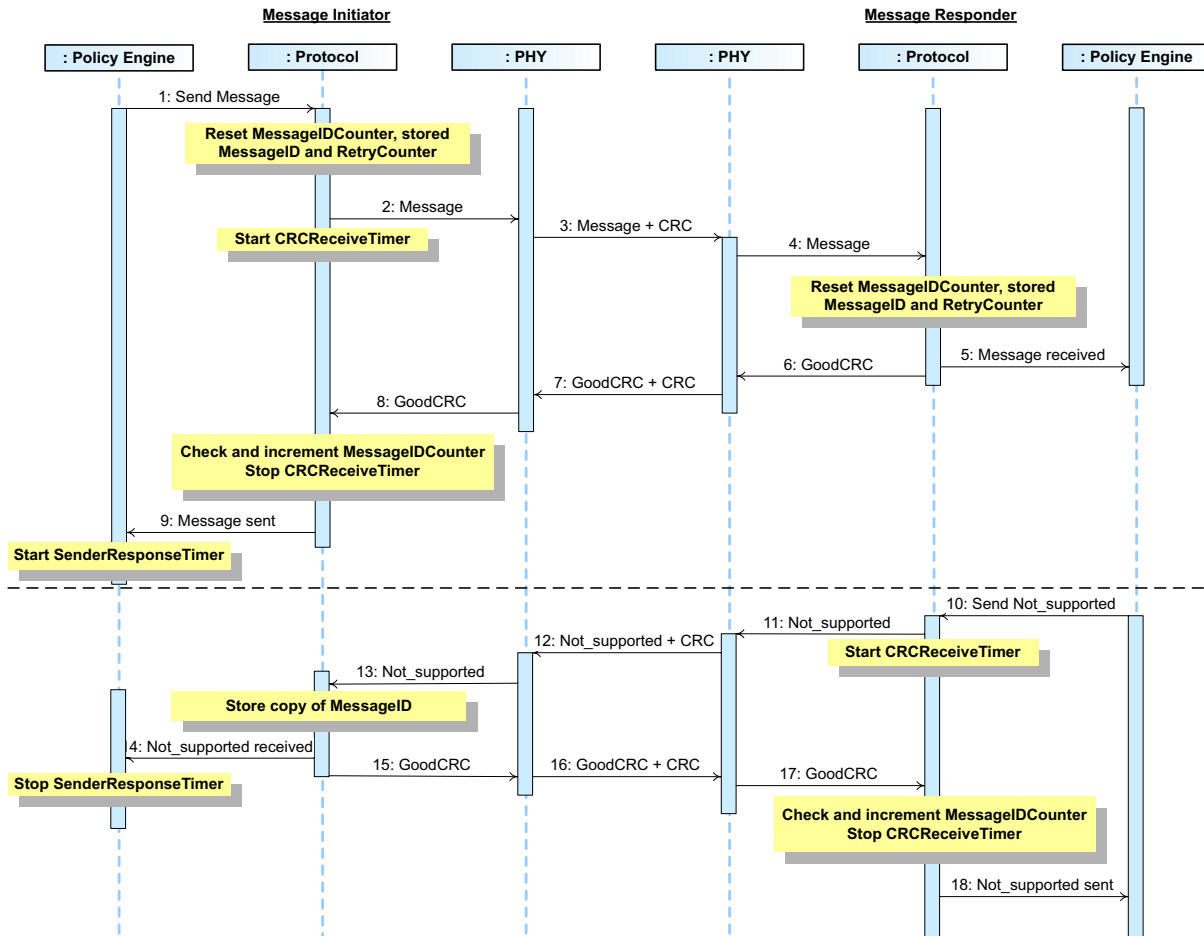 Message Initiator
Message Responder
: Policy Engine
: Protocol
: PHY
: PHY
: Protocol
: Policy Engine
1: Send Message
Reset MessageIDCounter, stored
MessageID and RetryCounter
2: Message
Start CRCReceiveTimer
3: Message + CRC
4: Message
Reset MessageIDCounter, stored
MessageID and RetryCounter
5: Message received
6: GoodCRC
7: GoodCRC + CRC
8: GoodCRC
Check and increment MessageIDCounter
Stop CRCReceiveTimer
9: Message sent
Start SenderResponseTimer
10: Send Not_supported
11: Not_supported
Start CRCReceiveTimer
12: Not_supported + CRC
13: Not_supported
Store copy of MessageID
14: Not_supported received
Stop SenderResponseTimer
15: GoodCRC
16: GoodCRC + CRC
17: GoodCRC
Check and increment MessageIDCounter
Stop CRCReceiveTimer
18: Not_supported sent